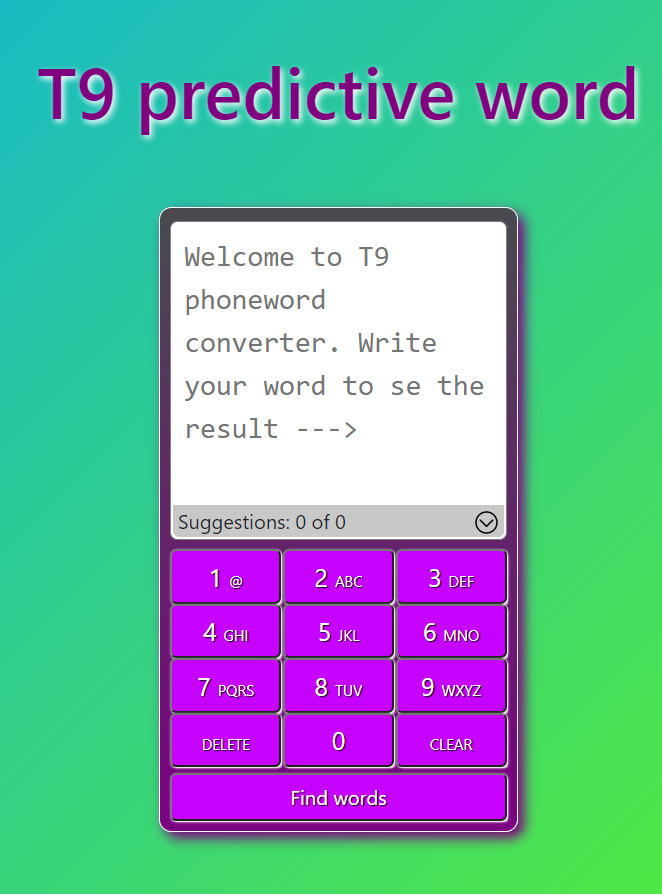 T9 predictive word
Welcome to T9
phoneword
converter. Write
your word to se the
result --->
Suggestions: 0 of 0
1 @ 2 ABC 3 DEF
4 GHI 5 JKL 6 MNO
7 PQRS 8 TUV 9 WXYZ
DELETE 0 CLEAR
Find words